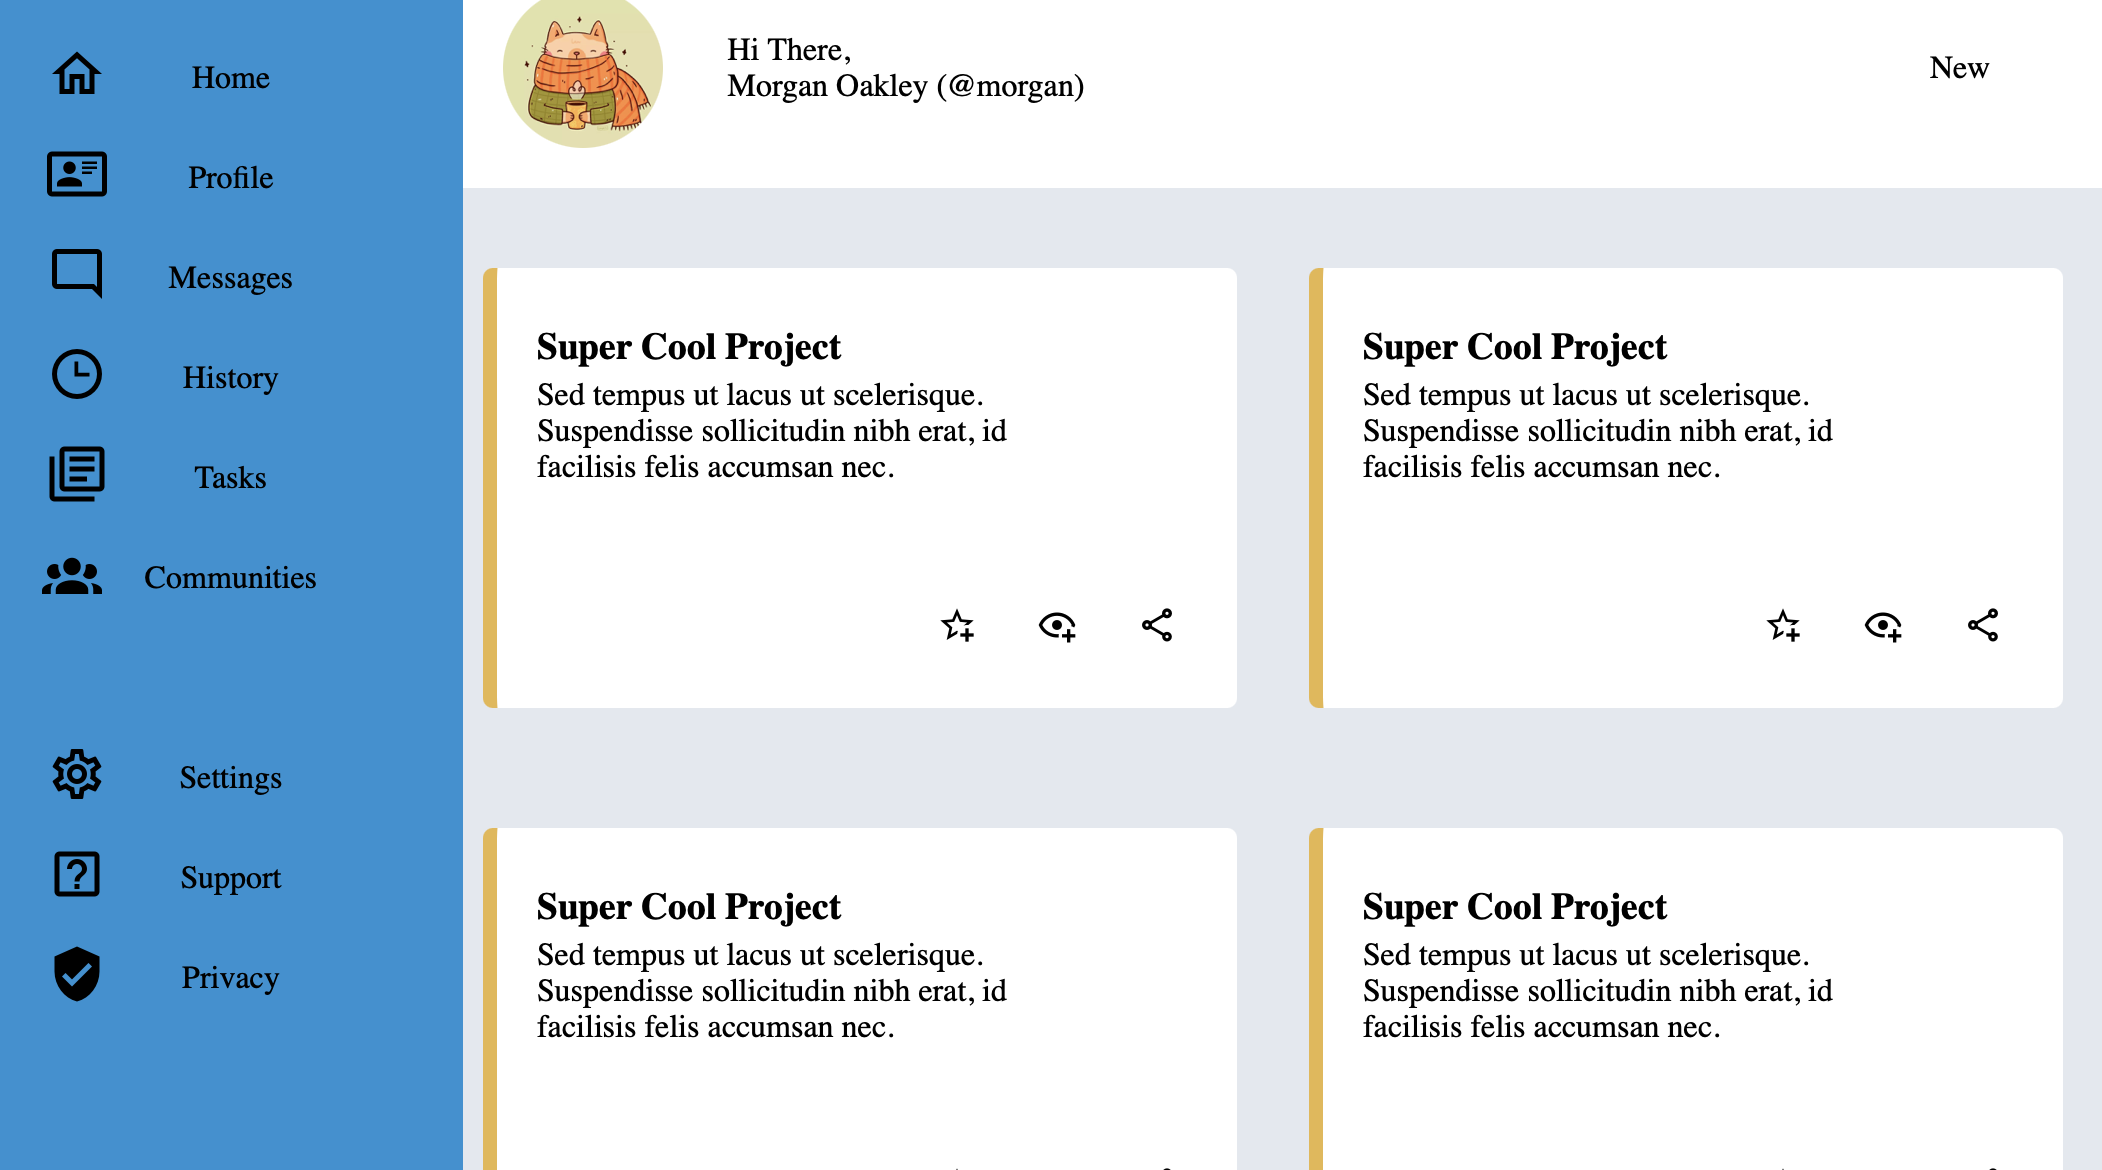 Home
Profile
Messages
History
Tasks
Communities
Settings
Support
Privacy
Hi There,
Morgan Oakley (@morgan)
New
Super Cool Project
Sed tempus ut lacus ut scelerisque.
Suspendisse sollicitudin nibh erat, id
facilisis felis accumsan nec.
Super Cool Project
Sed tempus ut lacus ut scelerisque.
Suspendisse sollicitudin nibh erat, id
facilisis felis accumsan nec.
Super Cool Project
Sed tempus ut lacus ut scelerisque.
Suspendisse sollicitudin nibh erat, id
facilisis felis accumsan nec.
Super Cool Project
Sed tempus ut lacus ut scelerisque.
Suspendisse sollicitudin nibh erat, id
facilisis felis accumsan nec.